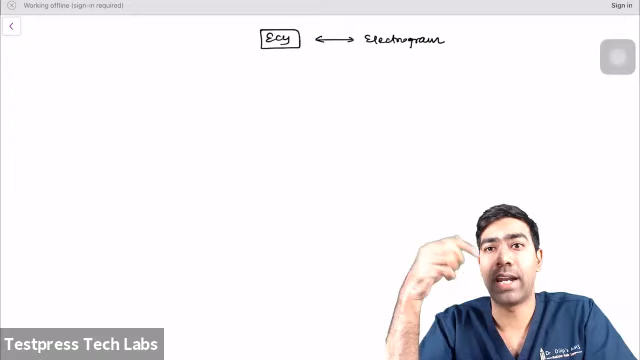 Working offline (sign-in required)
Sign in
ECG ⟷ Electrogram
Testpress Tech Labs